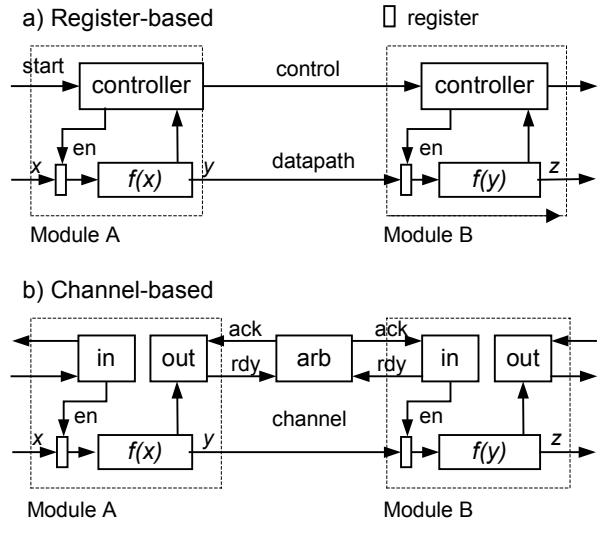 a) Register-based
register
start
controller
control
controller
en
en
x
f(x)
y
datapath
f(y)
z
Module A
Module B
b) Channel-based
in
out
ack
rdy
arb
ack
rdy
in
out
en
channel
en
x
f(x)
y
f(y)
z
Module A
Module B